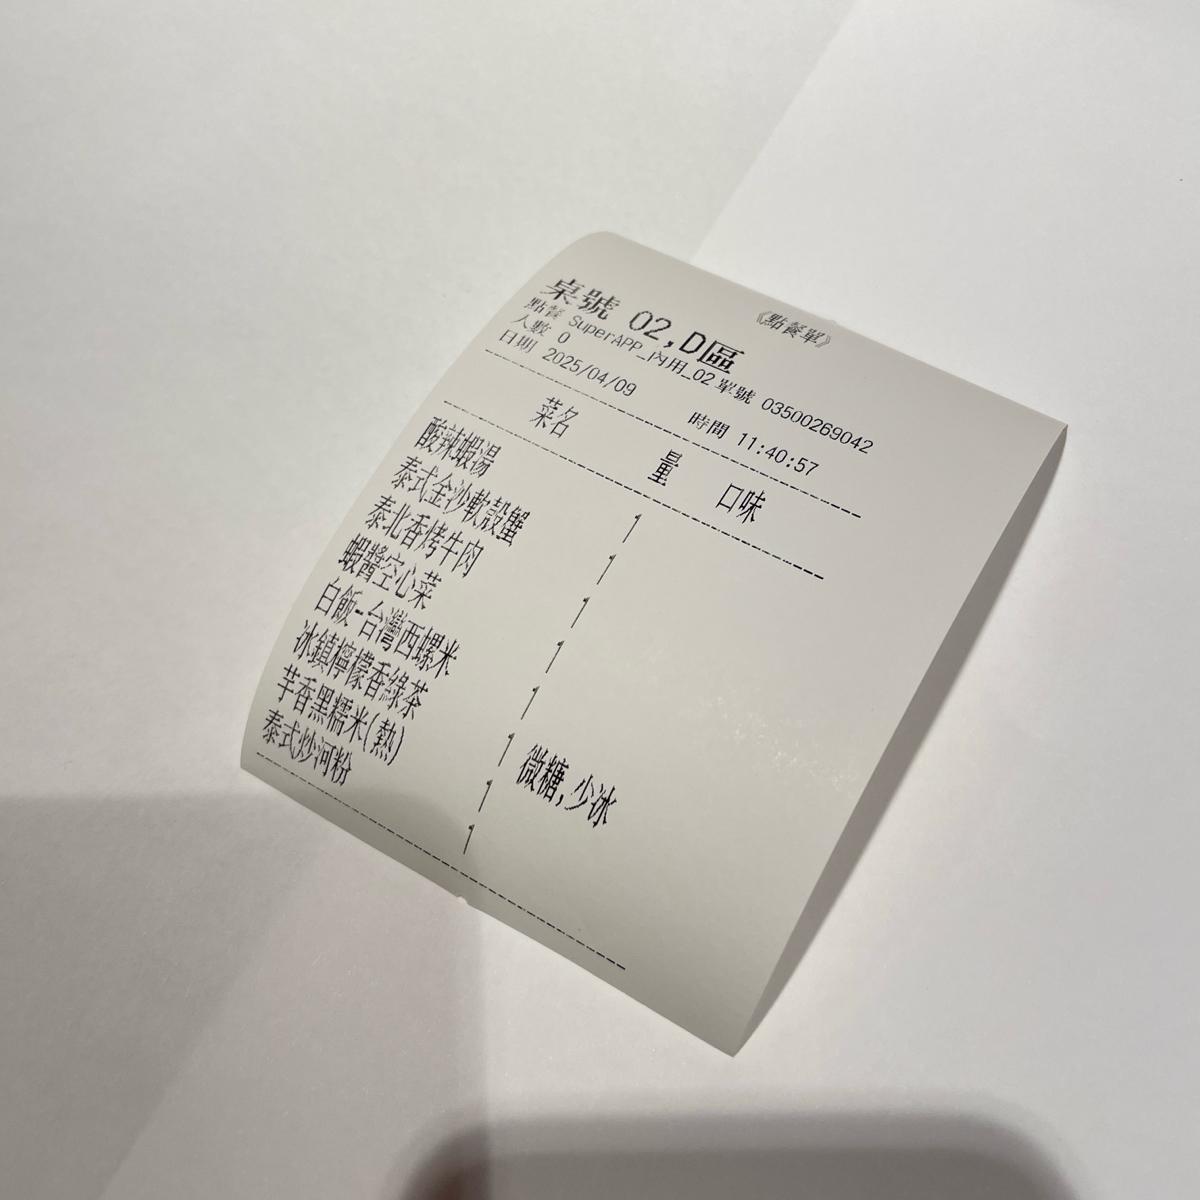 《點餐單》
桌號 02,D區
點餐 SuperAPP_內用_02 單號 03500269042
人數 0
日期 2025/04/09 時間 11:40:57
菜名 量 口味
酸辣蝦湯 1
泰式金沙軟殼蟹 1
泰北香烤牛肉 1
蝦醬空心菜 1
白飯-台灣西螺米 1
冰鎮檸檬香綠茶 1 微糖,少冰
芋香黑糯米(熱) 1
泰式炒河粉 1